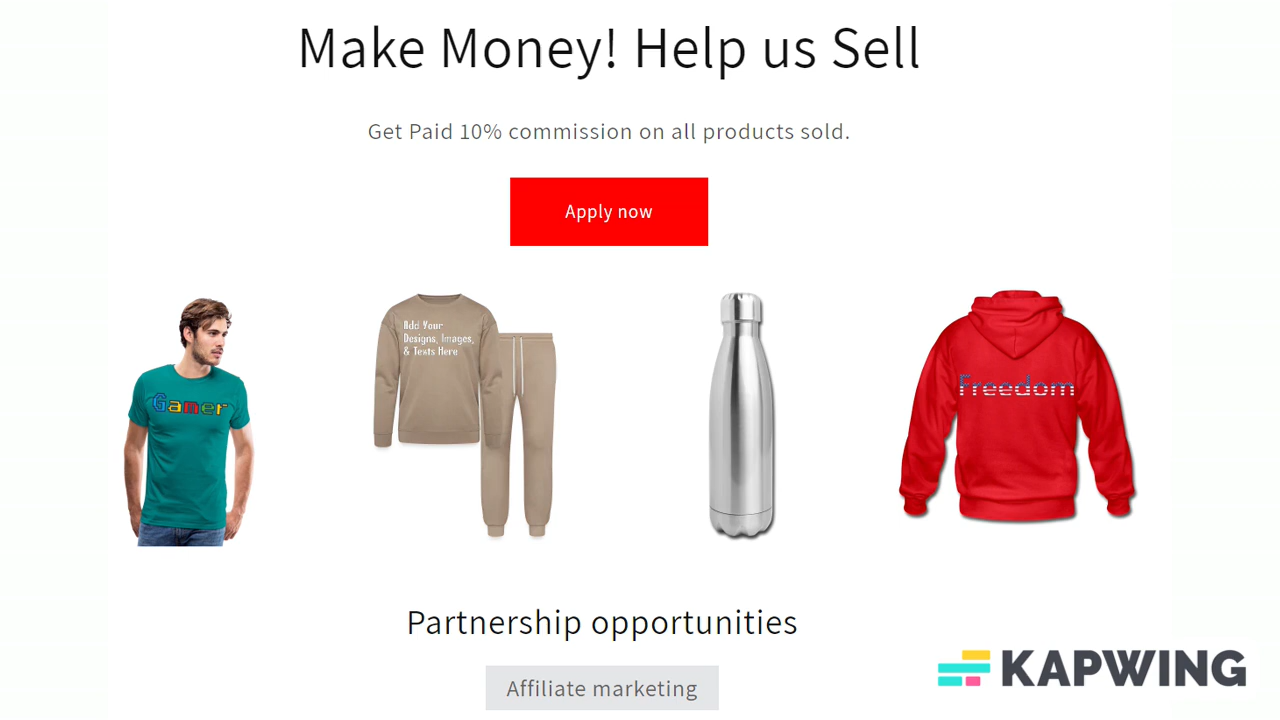 Make Money! Help us Sell
Get Paid 10% commission on all products sold.
Apply now
Gamer
Add Your
Designs, Images,
& Texts Here
Freedom
Partnership opportunities
Affiliate marketing
KAPWING